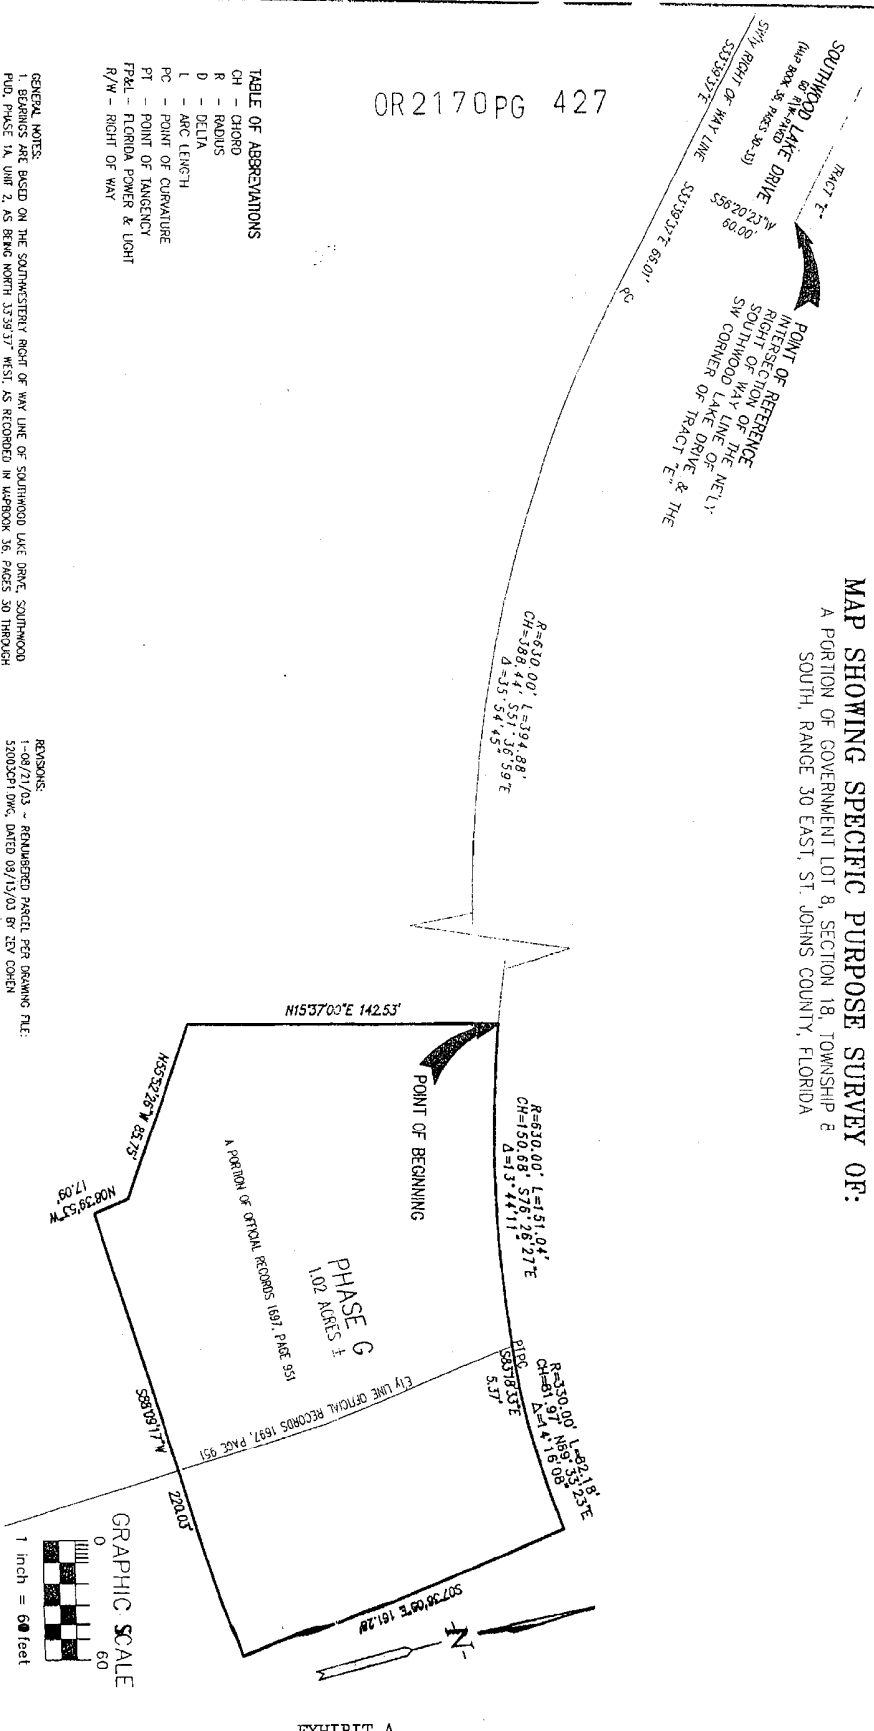 MAP SHOWING SPECIFIC PURPOSE SURVEY OF:
A PORTION OF GOVERNMENT LOT 8, SECTION 18, TOWNSHIP 8
SOUTH, RANGE 30 EAST, ST. JOHNS COUNTY, FLORIDA
TRACT "E"
SOUTHWOOD LAKE DRIVE
60' R/W-PAVED
(MAP BOOK 36, PAGES 30-33)
SW'ly RIGHT OF WAY LINE
S33°39'37"E
S56°20'23"W
60.00'
S33°39'37"E 66.01'
PC
POINT OF REFERENCE
INTERSECTION OF THE NE'LY
RIGHT OF WAY LINE OF
SOUTHWOOD LAKE DRIVE & THE
SW CORNER OF TRACT "E"
OR2170PG 427
R=630.00' L=394.88'
CH=388.44' S51°36'59"E
Δ=35°54'45"
TABLE OF ABBREVIATIONS
CH - CHORD
R - RADIUS
D - DELTA
L - ARC LENGTH
PC - POINT OF CURVATURE
PT - POINT OF TANGENCY
FP&L - FLORIDA POWER & LIGHT
R/W - RIGHT OF WAY
GENERAL NOTES:
1. BEARINGS ARE BASED ON THE SOUTHWESTERLY RIGHT OF WAY LINE OF SOUTHWOOD LAKE DRIVE, SOUTHWOOD
PUD, PHASE 1A, UNIT 2, AS BEING NORTH 33°39'37" WEST, AS RECORDED IN MAPBOOK 36, PAGES 30 THROUGH
REVISIONS:
1-08/21/03 ~ RENUMBERED PARCEL PER DRAWING FILE:
52003CP1.DWG, DATED 08/13/03 BY ZEV COHEN
N15°37'00"E 142.53'
POINT OF BEGINNING
R=630.00' L=151.04'
CH=150.68' S76°26'27"E
Δ=13°44'11"
PTPC
S83°18'33"E
5.37'
R=330.00' L=82.18'
CH=81.97' N89°33'23"E
Δ=14°16'08"
PHASE G
1.02 ACRES ±
A PORTION OF OFFICIAL RECORDS 1697, PAGE 951
E'ly LINE OFFICIAL RECORDS 1697, PAGE 951
N55°52'26"W 85.75'
N08°39'53"W
17.09'
S88°09'17"W
220.03'
S07°36'08"E 161.28'
N
GRAPHIC SCALE
0 60
1 inch = 60 feet
EXHIBIT A